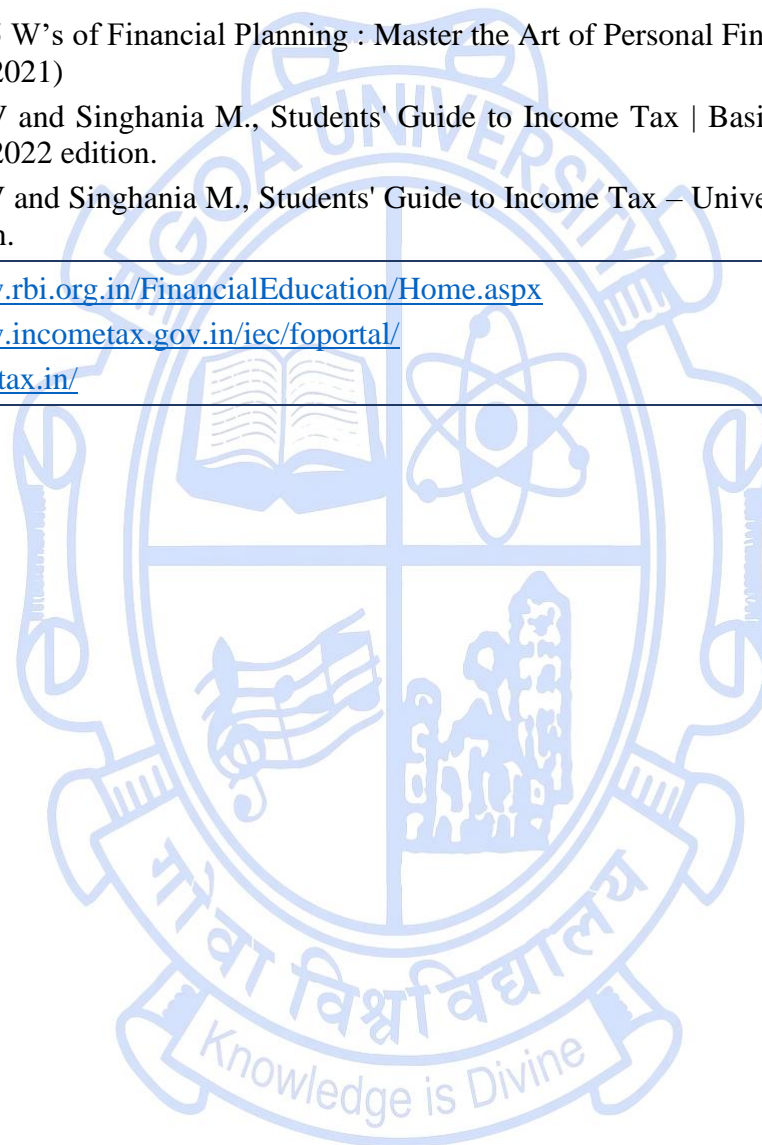 W’s of Financial Planning : Master the Art of Personal Fin
2021)
and Singhania M., Students' Guide to Income Tax | Basi
2022 edition.
and Singhania M., Students' Guide to Income Tax – Unive
.rbi.org.in/FinancialEducation/Home.aspx
.incometax.gov.in/iec/foportal/
tax.in/
GOA UNIVERSITY
गोंवा विश्वविद्यालय
Knowledge is Divine